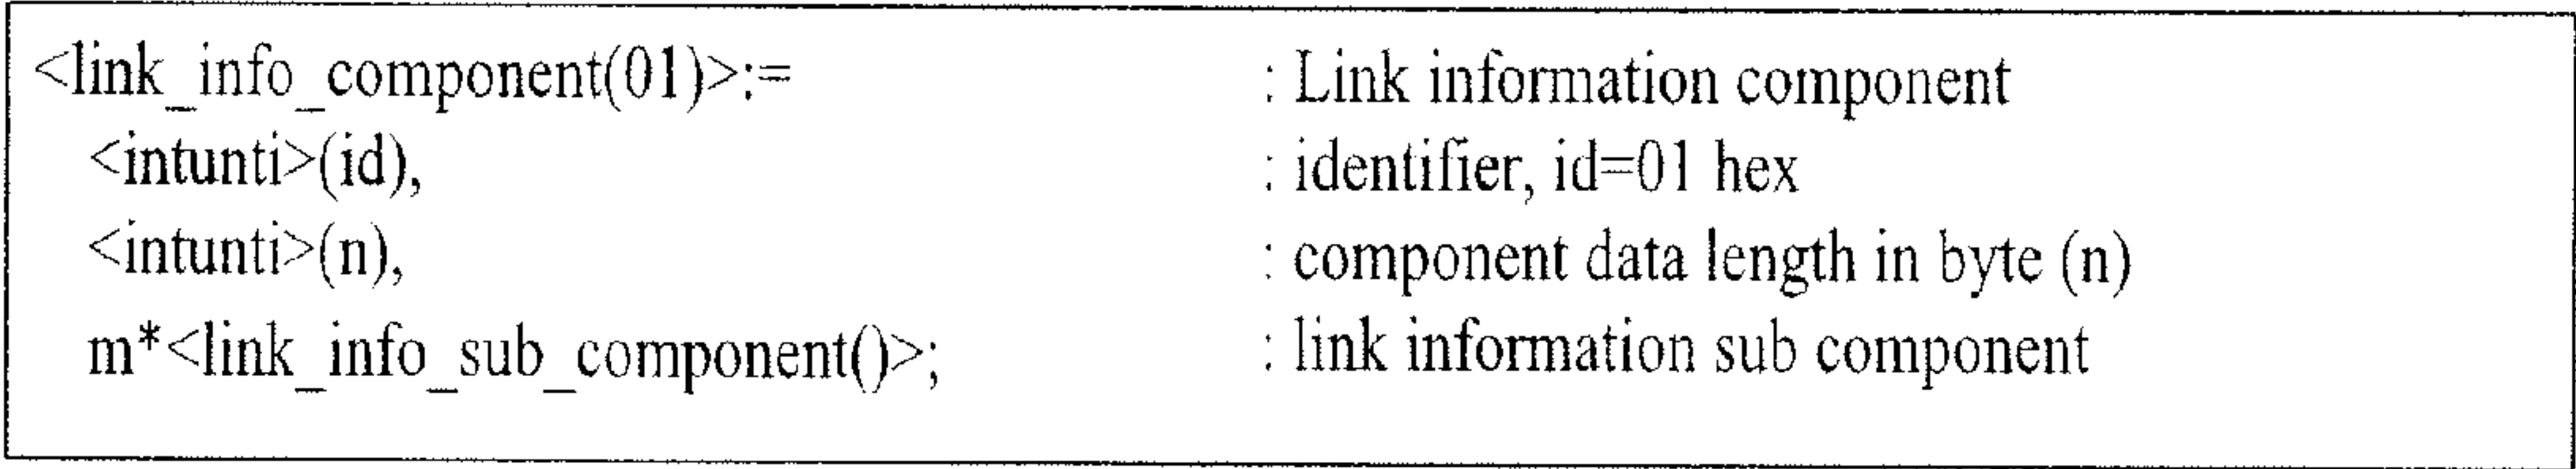 <link_info_component(01)>:= : Link information component
<intunti>(id), : identifier, id=01 hex
<intunti>(n), : component data length in byte (n)
m*<link_info_sub_component()>; : link information sub component